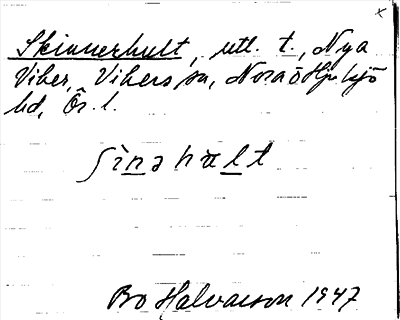 x
Skinnerhult, utl. t., Nya
Viker, Vikers sn, Nora o Hjulsjö
hd, Ör. l.
Bo Halvarson 1947